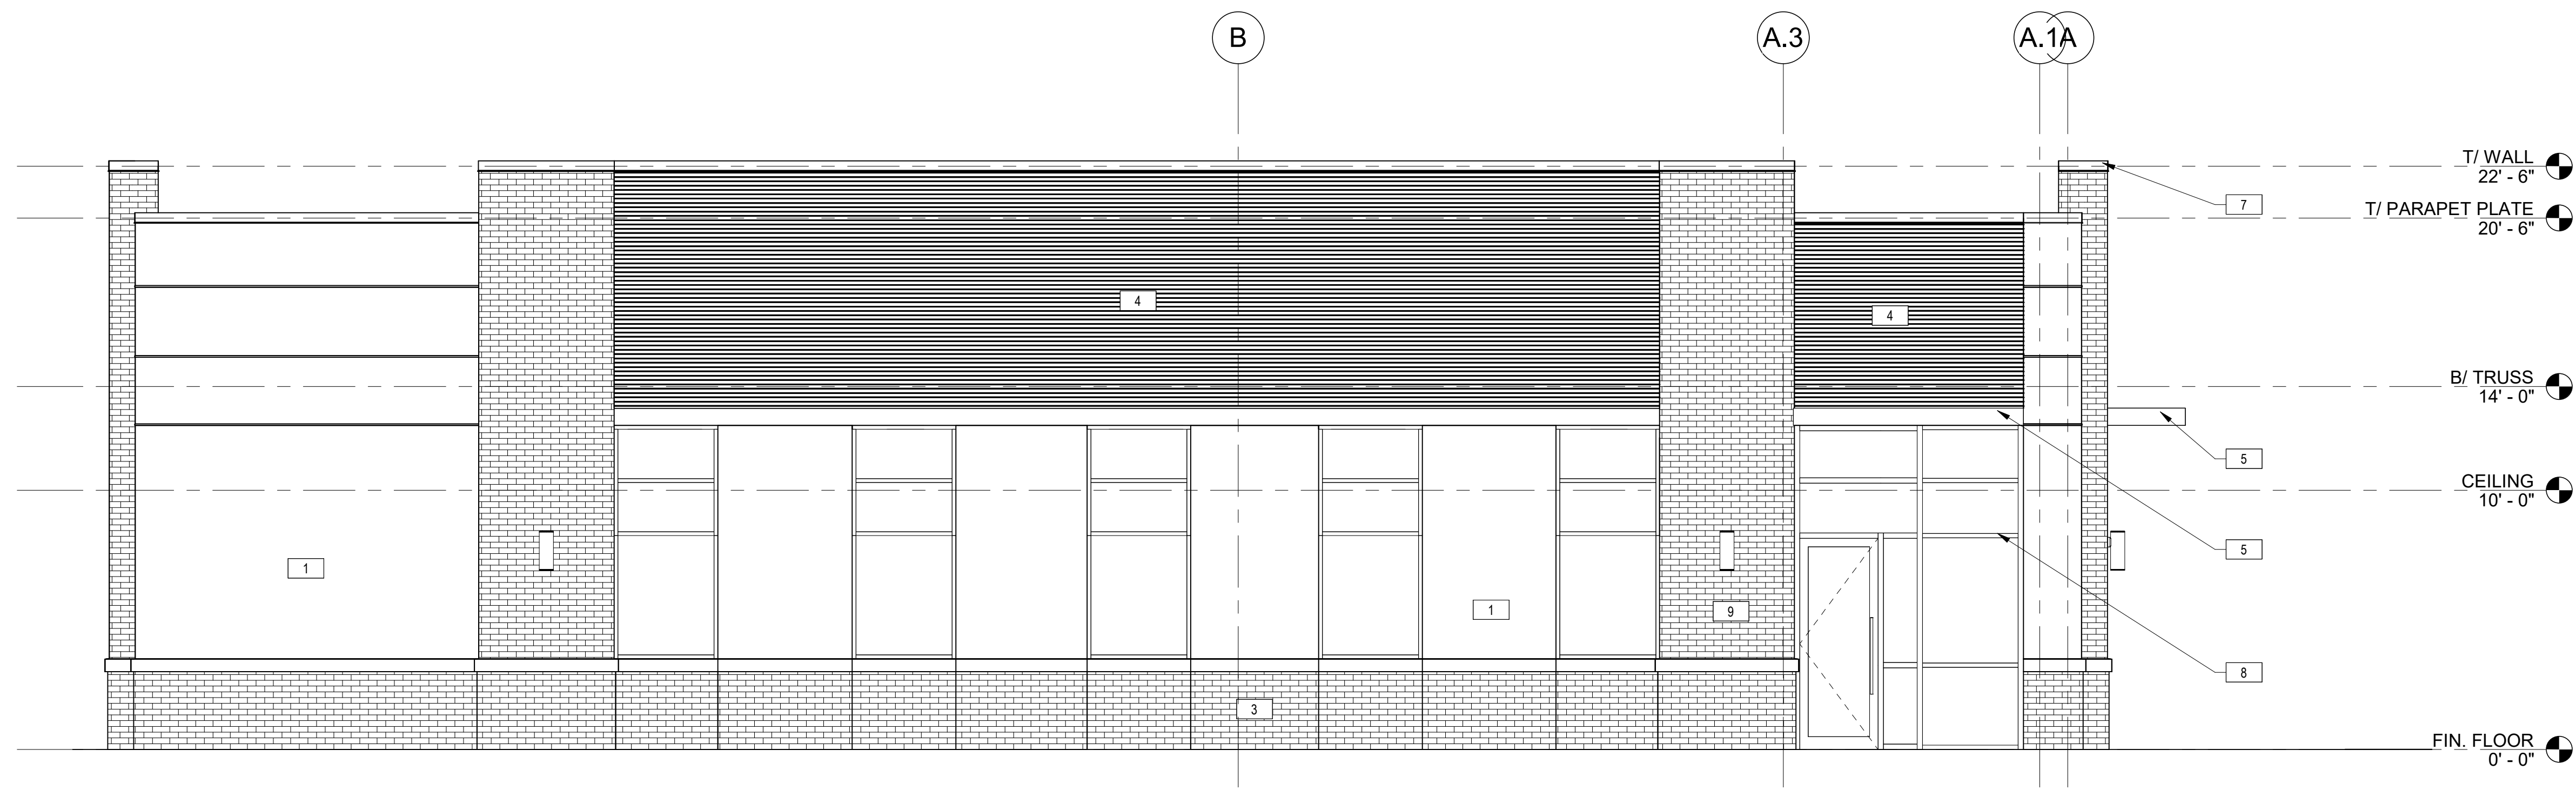 B
A.3
A.1
A
T/ WALL
22' - 6"
7
T/ PARAPET PLATE
20' - 6"
4
4
B/ TRUSS
14' - 0"
5
CEILING
10' - 0"
5
1
1
9
8
3
FIN. FLOOR
0' - 0"